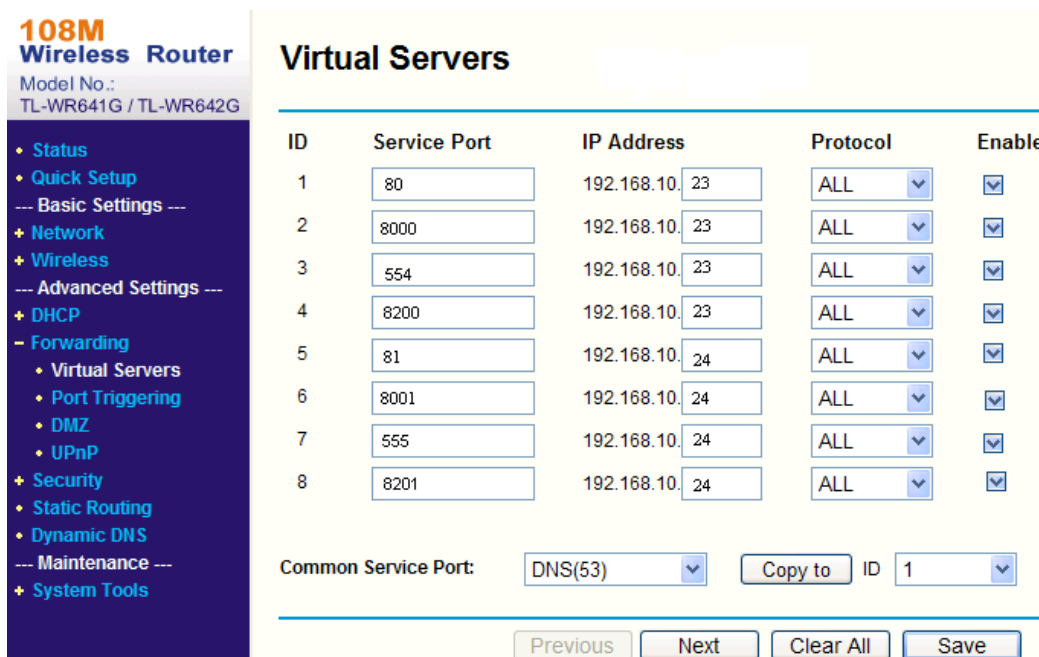 108M
Wireless Router
Model No.:
TL-WR641G / TL-WR642G
• Status
• Quick Setup
--- Basic Settings ---
+ Network
+ Wireless
--- Advanced Settings ---
+ DHCP
– Forwarding
• Virtual Servers
• Port Triggering
• DMZ
• UPnP
+ Security
• Static Routing
• Dynamic DNS
--- Maintenance ---
+ System Tools
Virtual Servers
ID Service Port IP Address Protocol Enable
1 80 192.168.10. 23 ALL
2 8000 192.168.10. 23 ALL
3 554 192.168.10. 23 ALL
4 8200 192.168.10. 23 ALL
5 81 192.168.10. 24 ALL
6 8001 192.168.10. 24 ALL
7 555 192.168.10. 24 ALL
8 8201 192.168.10. 24 ALL
Common Service Port: DNS(53) Copy to ID 1
Previous Next Clear All Save